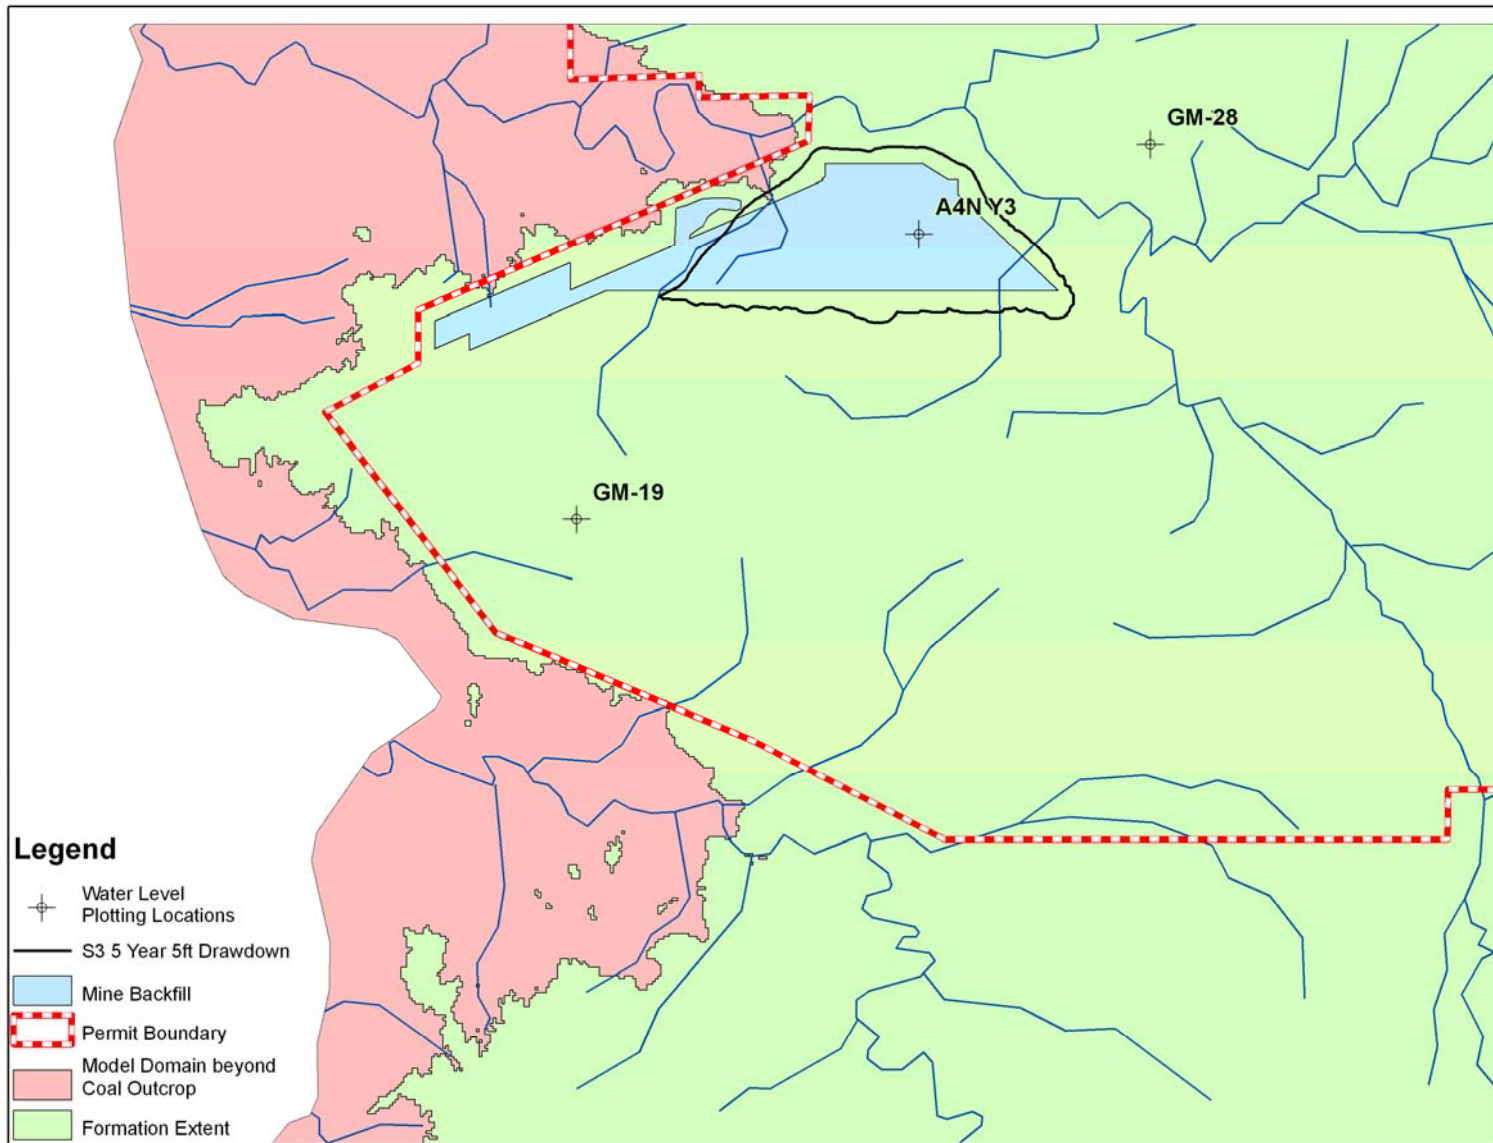 GM-28
A4N Y3
GM-19
Legend
Water Level
Plotting Locations
S3 5 Year 5ft Drawdown
Mine Backfill
Permit Boundary
Model Domain beyond
Coal Outcrop
Formation Extent